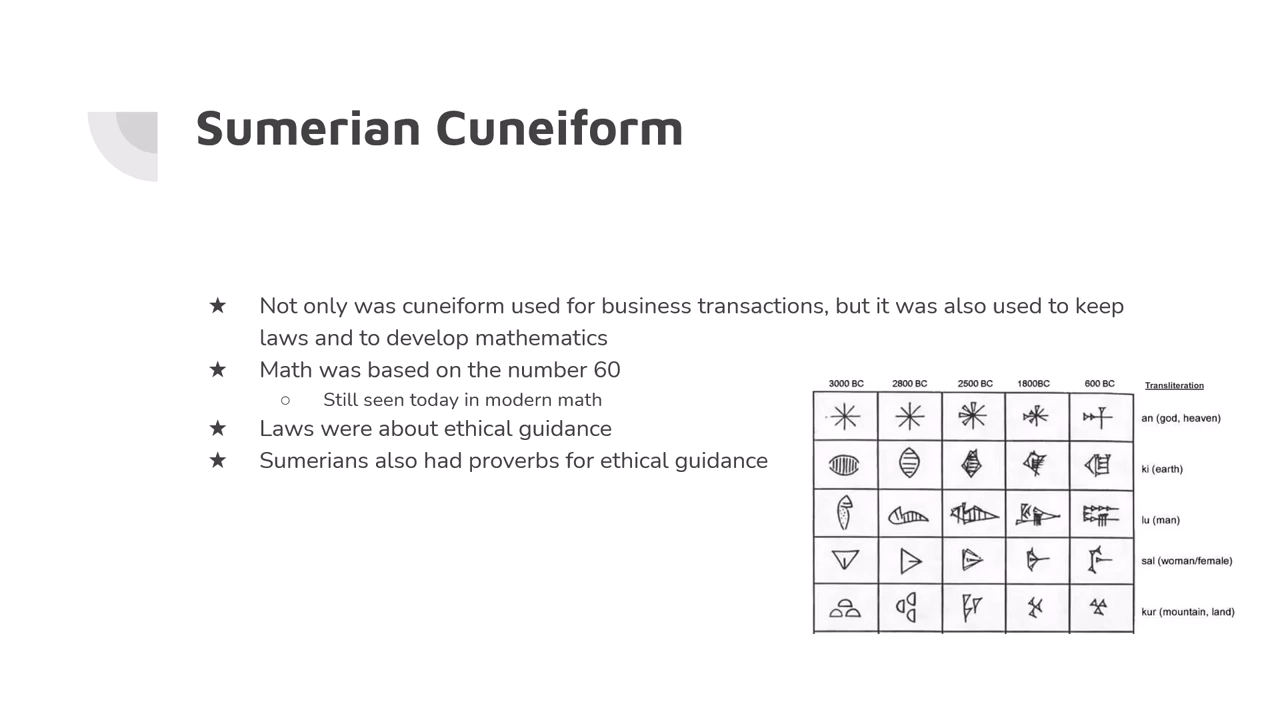 Sumerian Cuneiform
★ Not only was cuneiform used for business transactions, but it was also used to keep
laws and to develop mathematics
★ Math was based on the number 60
○ Still seen today in modern math
★ Laws were about ethical guidance
★ Sumerians also had proverbs for ethical guidance
3000 BC 2800 BC 2500 BC 1800BC 600 BC Transliteration
an (god, heaven)
ki (earth)
lu (man)
sal (woman/female)
kur (mountain, land)